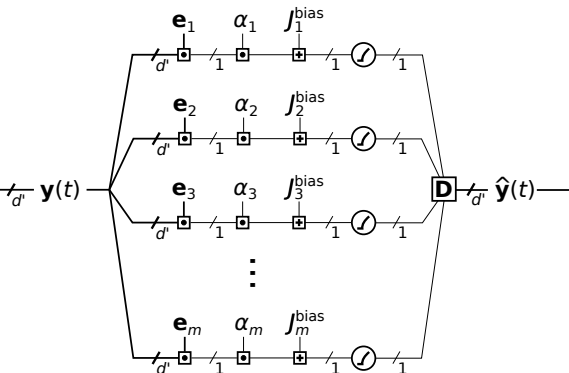 e₁ α₁ J₁ᵇⁱᵃˢ
d' 1 1 1
e₂ α₂ J₂ᵇⁱᵃˢ
d' 1 1 1
d' y(t) e₃ α₃ J₃ᵇⁱᵃˢ D d' ŷ(t)
d' 1 1 1
⋮
eₘ αₘ Jₘᵇⁱᵃˢ
d' 1 1 1